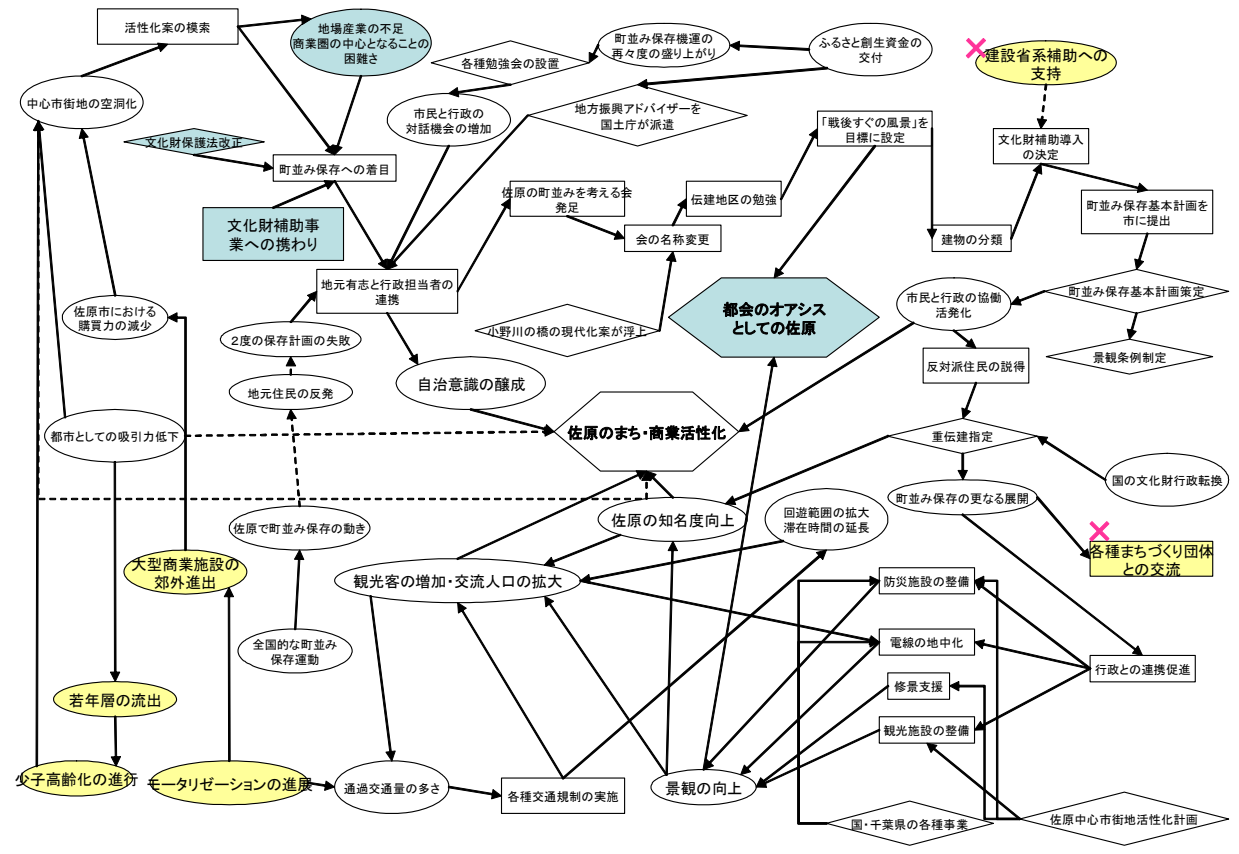 活性化案の模索
地場産業の不足
商業圏の中心となることの
困難さ
町並み保存機運の
再々度の盛り上がり
ふるさと創生資金の
交付
建設省系補助への
支持
各種勉強会の設置
中心市街地の空洞化
市民と行政の
対話機会の増加
地方振興アドバイザーを
国土庁が派遣
「戦後すぐの風景」を
目標に設定
文化財保護法改正
町並み保存への着目
文化財補助導入
の決定
文化財補助事
業への携わり
佐原の町並みを考える会
発足
伝建地区の勉強
町並み保存基本計画を
市に提出
会の名称変更
建物の分類
地元有志と行政担当者の
連携
佐原市における
購買力の減少
2度の保存計画の失敗
小野川の橋の現代化案が浮上
都会のオアシス
としての佐原
市民と行政の協働
活発化
町並み保存基本計画策定
景観条例制定
反対派住民の説得
地元住民の反発
自治意識の醸成
都市としての吸引力低下
佐原のまち・商業活性化
重伝建指定
国の文化財行政転換
佐原で町並み保存の動き
佐原の知名度向上
回遊範囲の拡大
滞在時間の延長
町並み保存の更なる展開
各種まちづくり団体
との交流
大型商業施設の
郊外進出
観光客の増加・交流人口の拡大
防災施設の整備
全国的な町並み
保存運動
電線の地中化
行政との連携促進
若年層の流出
修景支援
観光施設の整備
少子高齢化の進行
モータリゼーションの進展
通過交通量の多さ
各種交通規制の実施
景観の向上
国・千葉県の各種事業
佐原中心市街地活性化計画